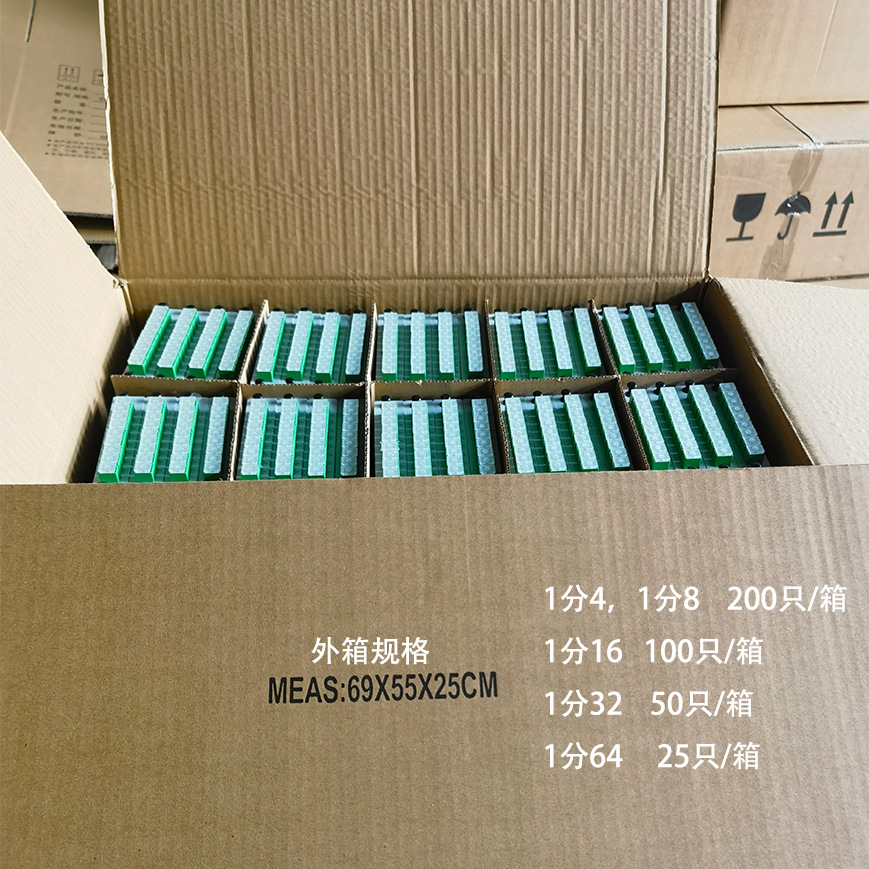 外箱规格
MEAS:69X55X25CM
1分4，1分8 200只/箱
1分16 100只/箱
1分32 50只/箱
1分64 25只/箱